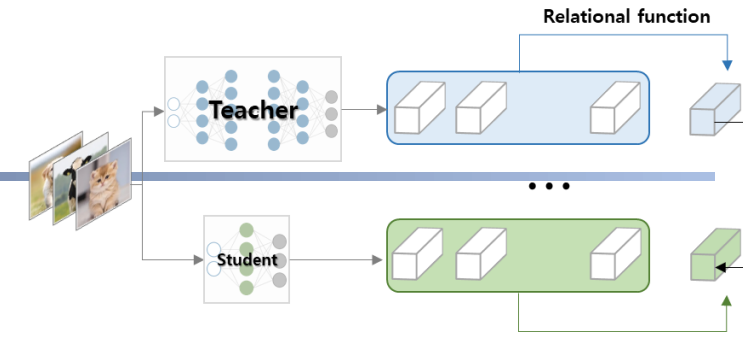 Relational function
Teacher
• • •
Student